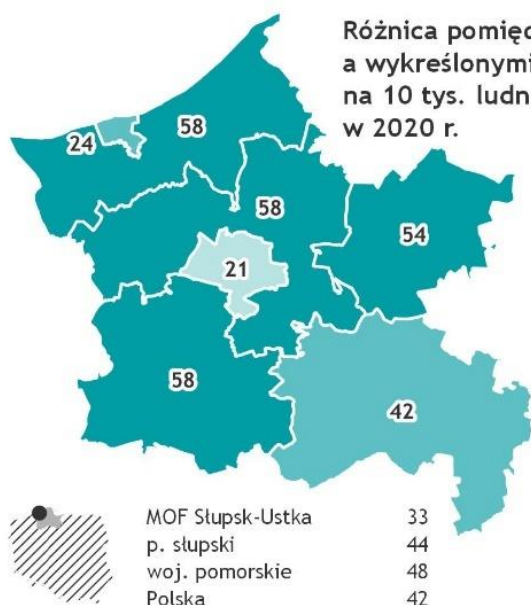 Różnica pomięd
a wykreślonymi
na 10 tys. ludn
w 2020 r.
24
58
58
54
21
58
42
MOF Słupsk-Ustka 33
p. słupski 44
woj. pomorskie 48
Polska 42